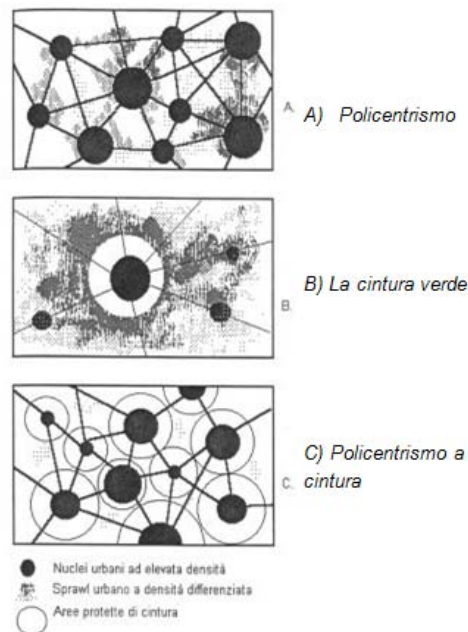 A.
A) Policentrismo
B) La cintura verde
B.
C) Policentrismo a
cintura
C.
Nuclei urbani ad elevata densità
Sprawl urbano a densità differenziata
Aree protette di cintura